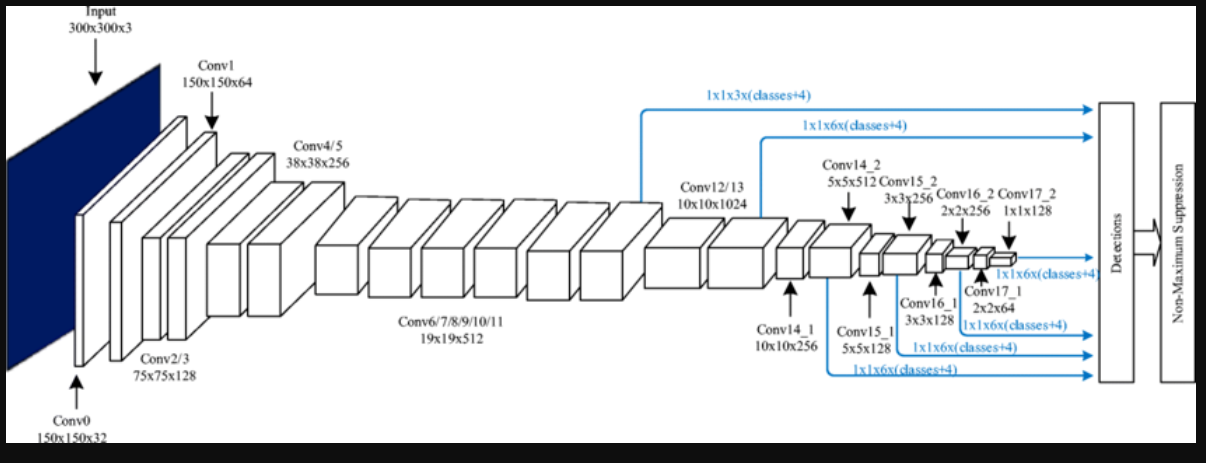 Input
300x300x3
Conv1
150x150x64
Conv4/5
38x38x256
1x1x3x(classes+4)
1x1x6x(classes+4)
Conv12/13
10x10x1024
Conv14_2
5x5x512
Conv15_2
3x3x256
Conv16_2
2x2x256
Conv17_2
1x1x128
Detections
Non-Maximum Suppression
1x1x6x(classes+4)
Conv17_1
2x2x64
Conv16_1
3x3x128
1x1x6x(classes+4)
Conv6/7/8/9/10/11
19x19x512
Conv14_1
10x10x256
Conv15_1
5x5x128
1x1x6x(classes+4)
1x1x6x(classes+4)
Conv2/3
75x75x128
Conv0
150x150x32